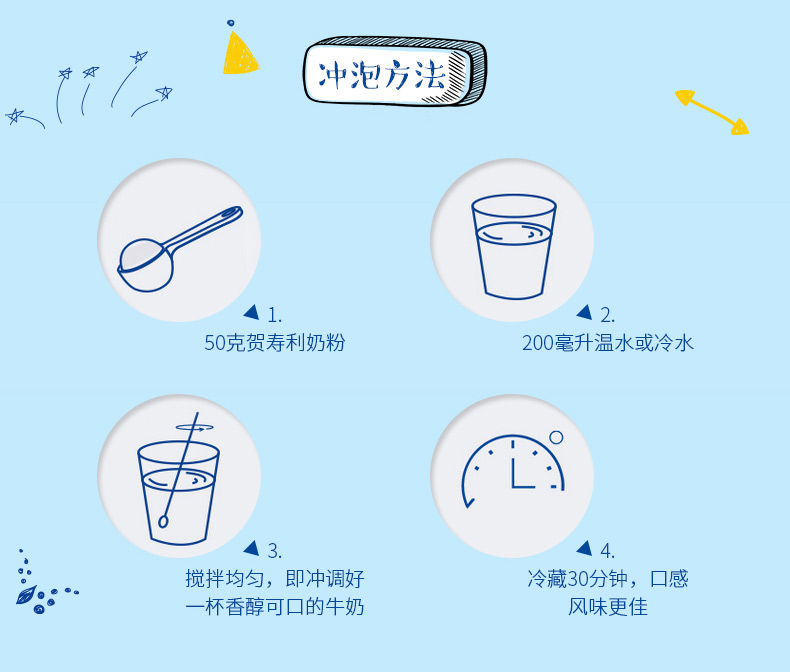 冲泡方法
1.
50克贺寿利奶粉
2.
200毫升温水或冷水
3.
搅拌均匀，即冲调好
一杯香醇可口的牛奶
4.
冷藏30分钟，口感
风味更佳